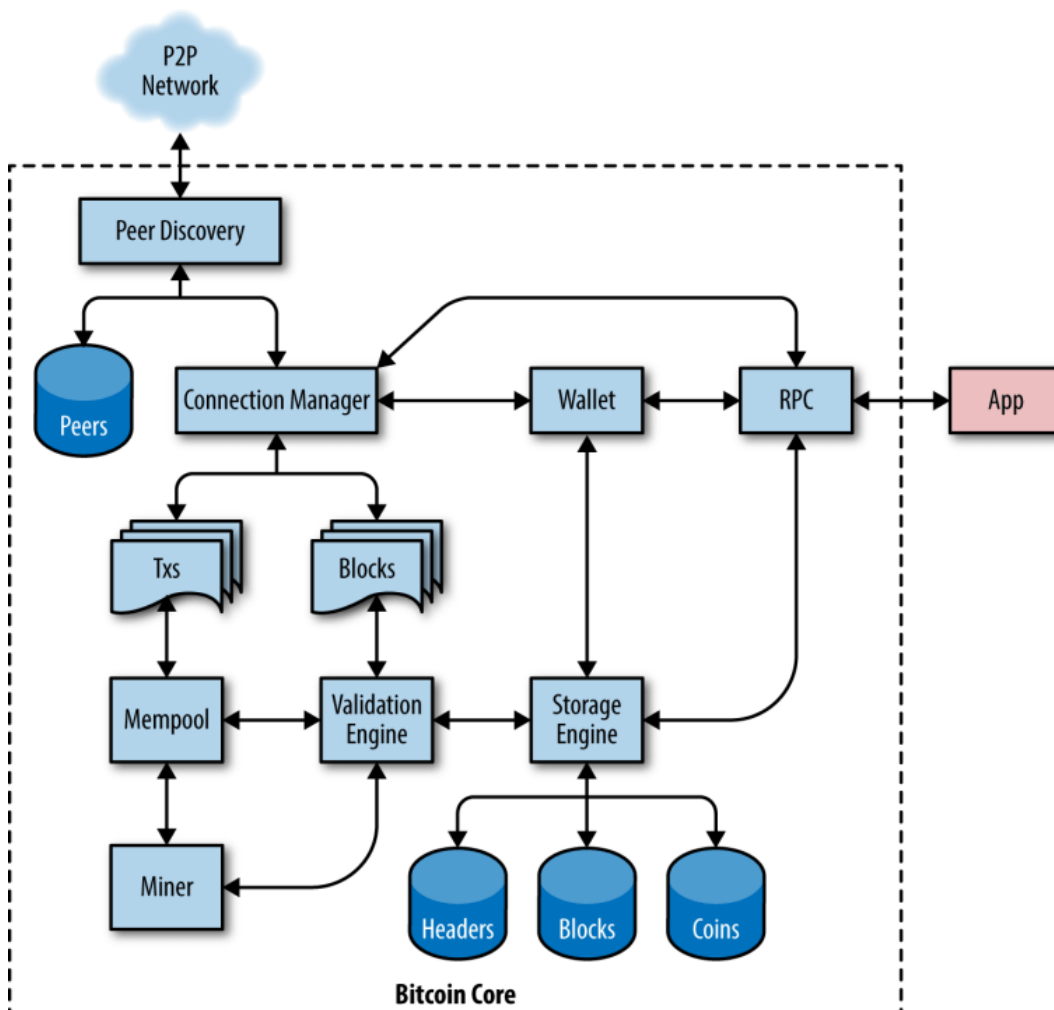 P2P
Network
Peer Discovery
Peers
Connection Manager
Wallet
RPC
App
Txs
Blocks
Mempool
Validation
Engine
Storage
Engine
Miner
Headers
Blocks
Coins
Bitcoin Core